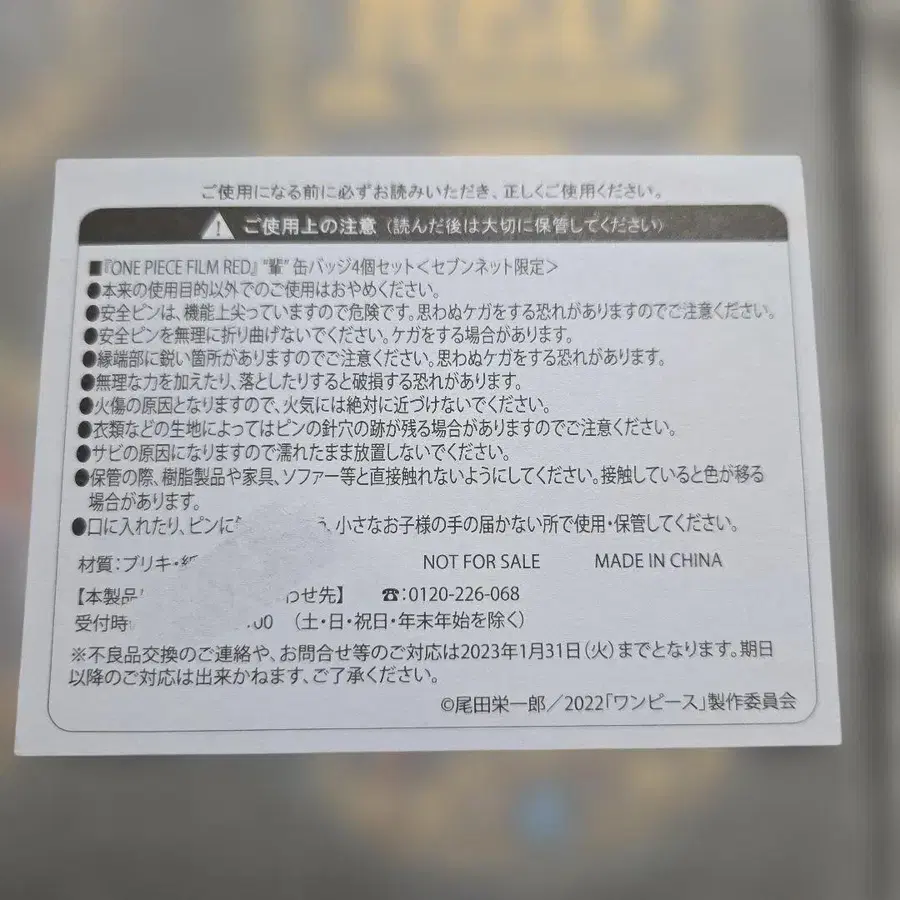 ご使用になる前に必ずお読みいただき、正しくご使用ください。
ご使用上の注意 (読んだ後は大切に保管してください)
■『ONE PIECE FILM RED』 "輩" 缶バッジ4個セット<セブンネット限定>
●本来の使用目的以外でのご使用はおやめください。
●安全ピンは、機能上尖っていますので危険です。思わぬケガをする恐れがありますのでご注意ください。
●安全ピンを無理に折り曲げないでください。ケガをする場合があります。
●縁端部に鋭い箇所がありますのでご注意ください。思わぬケガをする恐れがあります。
●無理な力を加えたり、落としたりすると破損する恐れがあります。
●火傷の原因となりますので、火気には絶対に近づけないでください。
●衣類などの生地によってはピンの針穴の跡が残る場合がありますのでご注意ください。
●サビの原因になりますので濡れたまま放置しないでください。
●保管の際、樹脂製品や家具、ソファー等と直接触れないようにしてください。接触していると色が移る
場合があります。
●口に入れたり、ピンに 小さなお子様の手の届かない所で使用・保管してください。
材質:ブリキ・紙 NOT FOR SALE MADE IN CHINA
【本製品 わせ先】 ☎:0120-226-068
受付時 :00 (土・日・祝日・年末年始を除く)
※不良品交換のご連絡や、お問合せ等のご対応は2023年1月31日(火)までとなります。期日
以降のご対応は出来かねます、ご了承ください。
©尾田栄一郎/2022「ワンピース」製作委員会